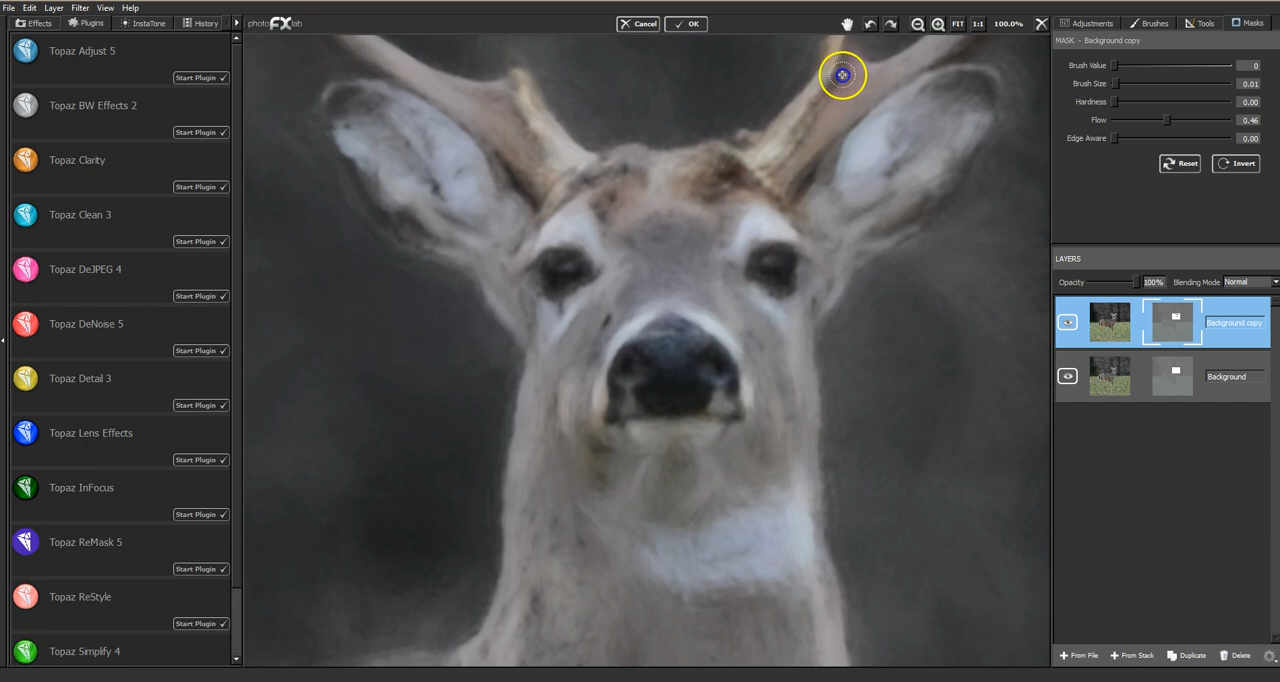 File Edit Layer Filter View Help
Effects Plugins InstaTone History
photoFXlab
Cancel OK
FIT 1:1 100.0%
Adjustments Brushes Tools Masks
MASK - Background copy
Brush Value 0
Brush Size 0.01
Hardness 0.00
Flow 0.46
Edge Aware 0.00
Reset Invert
Topaz Adjust 5
Start Plugin
Topaz BW Effects 2
Start Plugin
Topaz Clarity
Start Plugin
Topaz Clean 3
Start Plugin
Topaz DeJPEG 4
Start Plugin
Topaz DeNoise 5
Start Plugin
Topaz Detail 3
Start Plugin
Topaz Lens Effects
Start Plugin
Topaz InFocus
Start Plugin
Topaz ReMask 5
Start Plugin
Topaz ReStyle
Start Plugin
Topaz Simplify 4
LAYERS
Opacity 100% Blending Mode Normal
Background copy
Background
From File From Stack Duplicate Delete